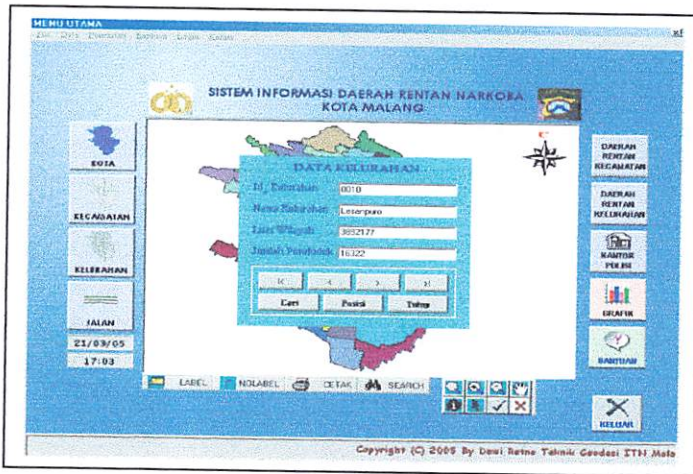 MENU UTAMA
SISTEM INFORMASI DAERAH RENTAN NARKOBA
KOTA MALANG
KOTA
KECAMATAN
KELURAHAN
JALAN
21/03/05
17:03
DATA KELURAHAN
Id_Kelurahan 0010
Nama Kelurahan Lesanpuro
Luas Wilayah 3892177
Jumlah Penduduk 16322
Cari Posisi Tutup
DAERAH
RENTAN
KECAMATAN
DAERAH
RENTAN
KELURAHAN
KANTOR
POLISI
GRAFIK
BANTUAN
KELUAR
LABEL NOLABEL CETAK SEARCH
Copyright (C) 2005 By Dewi Retno Teknik Geodesi ITN Mala